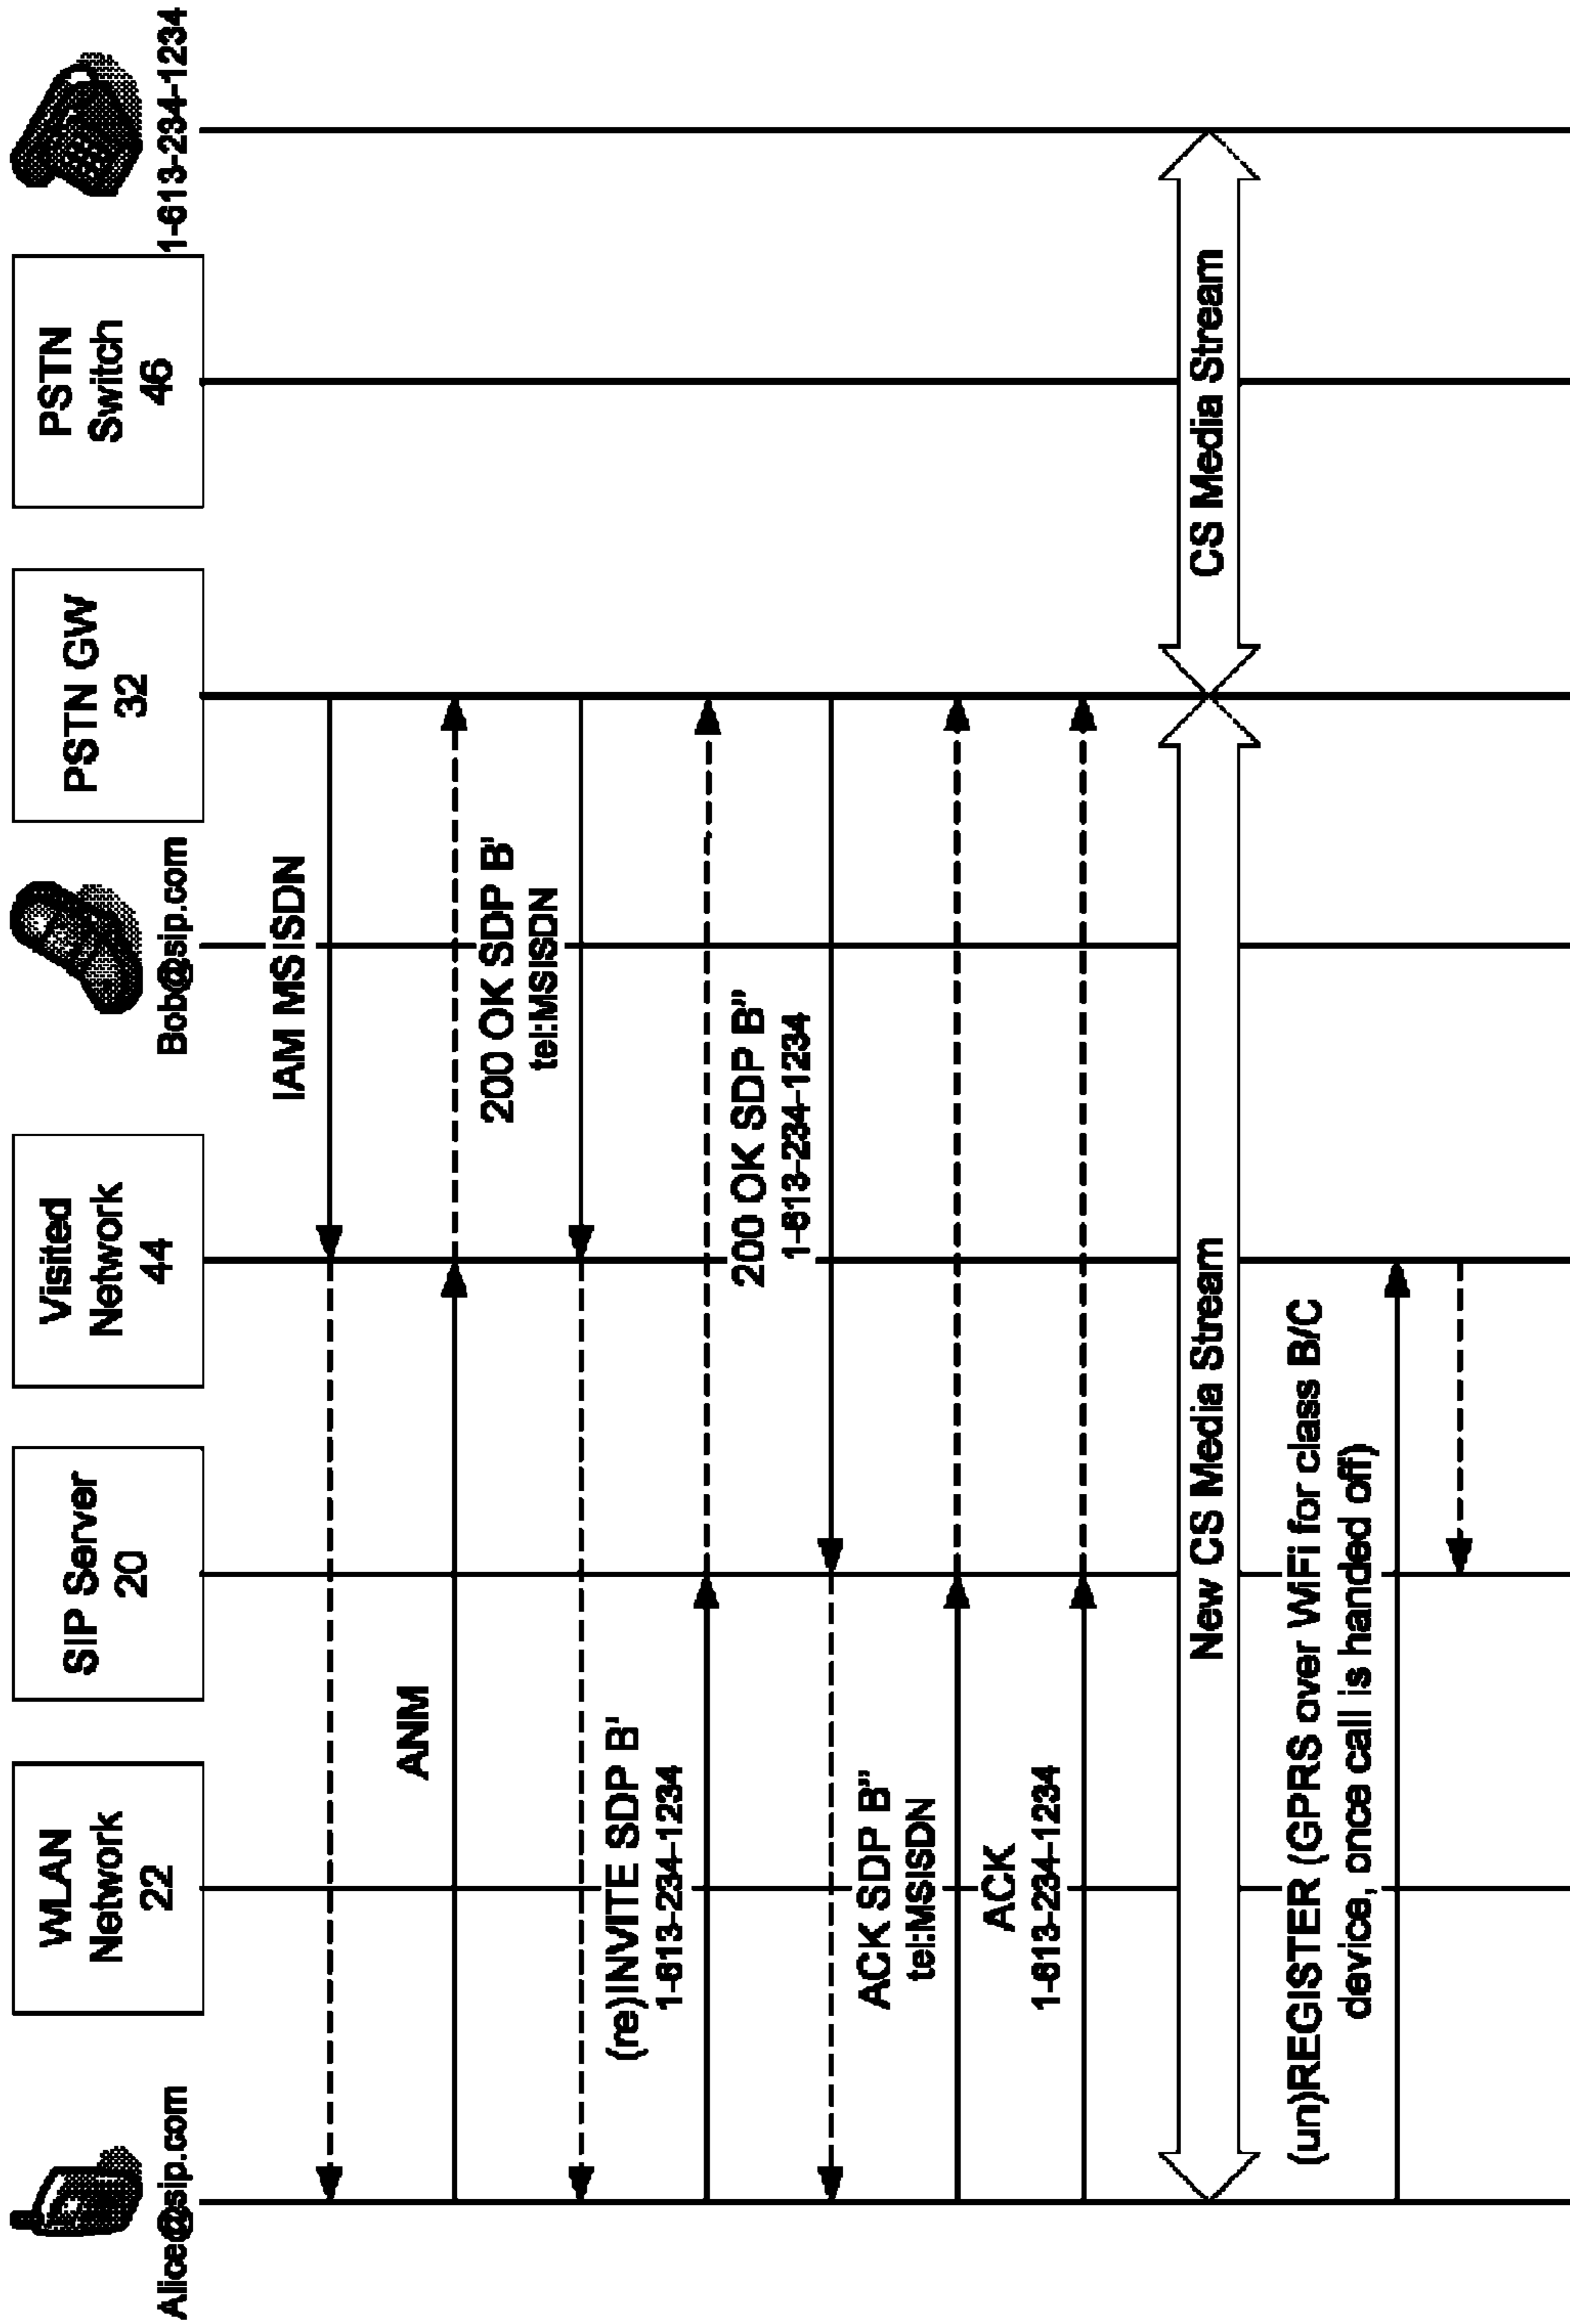 Alice@sip.com
WLAN
Network
22
SIP Server
20
Visited
Network
44
Bob@sip.com
PSTN GW
32
PSTN
Switch
46
1-613-234-1234
IAM MSISDN
ANM
200 OK SDP B'
tel:MSISDN
(re)INVITE SDP B'
1-613-234-1234
200 OK SDP B''
1-613-234-1234
ACK SDP B''
tel:MSISDN
ACK
1-613-234-1234
New CS Media Stream
CS Media Stream
(un)REGISTER (GPRS over WiFi for class B/C
device, once call is handed off)